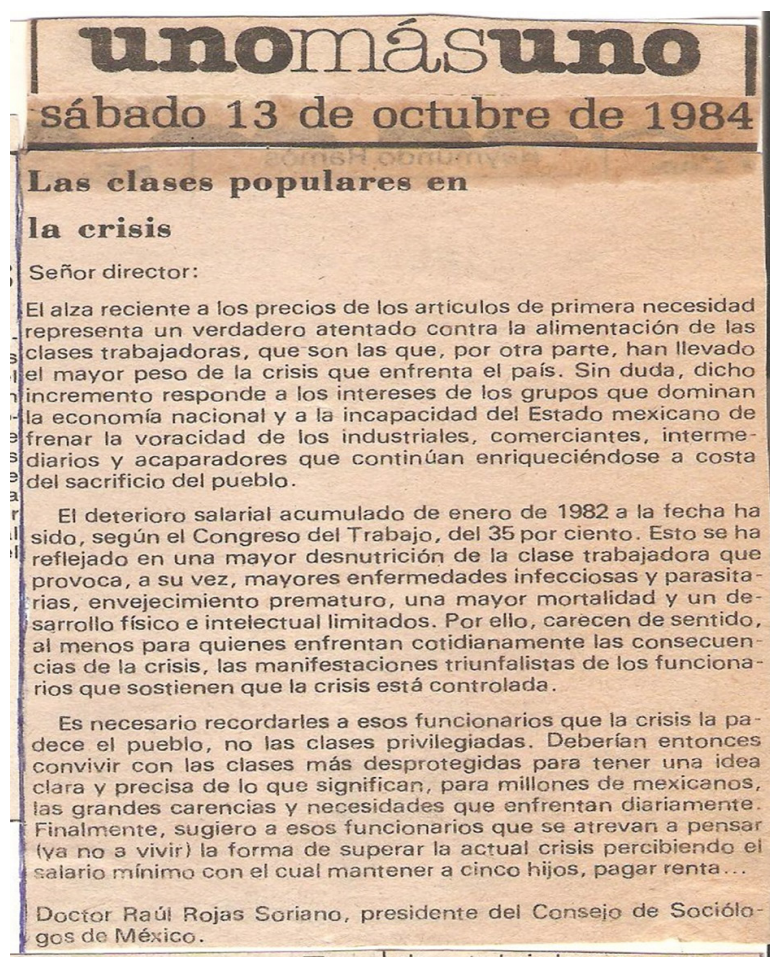 unomásuno
sábado 13 de octubre de 1984
Las clases populares en
la crisis
Señor director:
El alza reciente a los precios de los artículos de primera necesidad
representa un verdadero atentado contra la alimentación de las
clases trabajadoras, que son las que, por otra parte, han llevado
el mayor peso de la crisis que enfrenta el país. Sin duda, dicho
incremento responde a los intereses de los grupos que dominan
la economía nacional y a la incapacidad del Estado mexicano de
frenar la voracidad de los industriales, comerciantes, interme-
diarios y acaparadores que continúan enriqueciéndose a costa
del sacrificio del pueblo.
El deterioro salarial acumulado de enero de 1982 a la fecha ha
sido, según el Congreso del Trabajo, del 35 por ciento. Esto se ha
reflejado en una mayor desnutrición de la clase trabajadora que
provoca, a su vez, mayores enfermedades infecciosas y parasita-
rias, envejecimiento prematuro, una mayor mortalidad y un de-
sarrollo físico e intelectual limitados. Por ello, carecen de sentido,
al menos para quienes enfrentan cotidianamente las consecuen-
cias de la crisis, las manifestaciones triunfalistas de los funciona-
rios que sostienen que la crisis está controlada.
Es necesario recordarles a esos funcionarios que la crisis la pa-
dece el pueblo, no las clases privilegiadas. Deberían entonces
convivir con las clases más desprotegidas para tener una idea
clara y precisa de lo que significan, para millones de mexicanos,
las grandes carencias y necesidades que enfrentan diariamente.
Finalmente, sugiero a esos funcionarios que se atrevan a pensar
(ya no a vivir) la forma de superar la actual crisis percibiendo el
salario mínimo con el cual mantener a cinco hijos, pagar renta...
Doctor Raúl Rojas Soriano, presidente del Consejo de Sociólo-
gos de México.